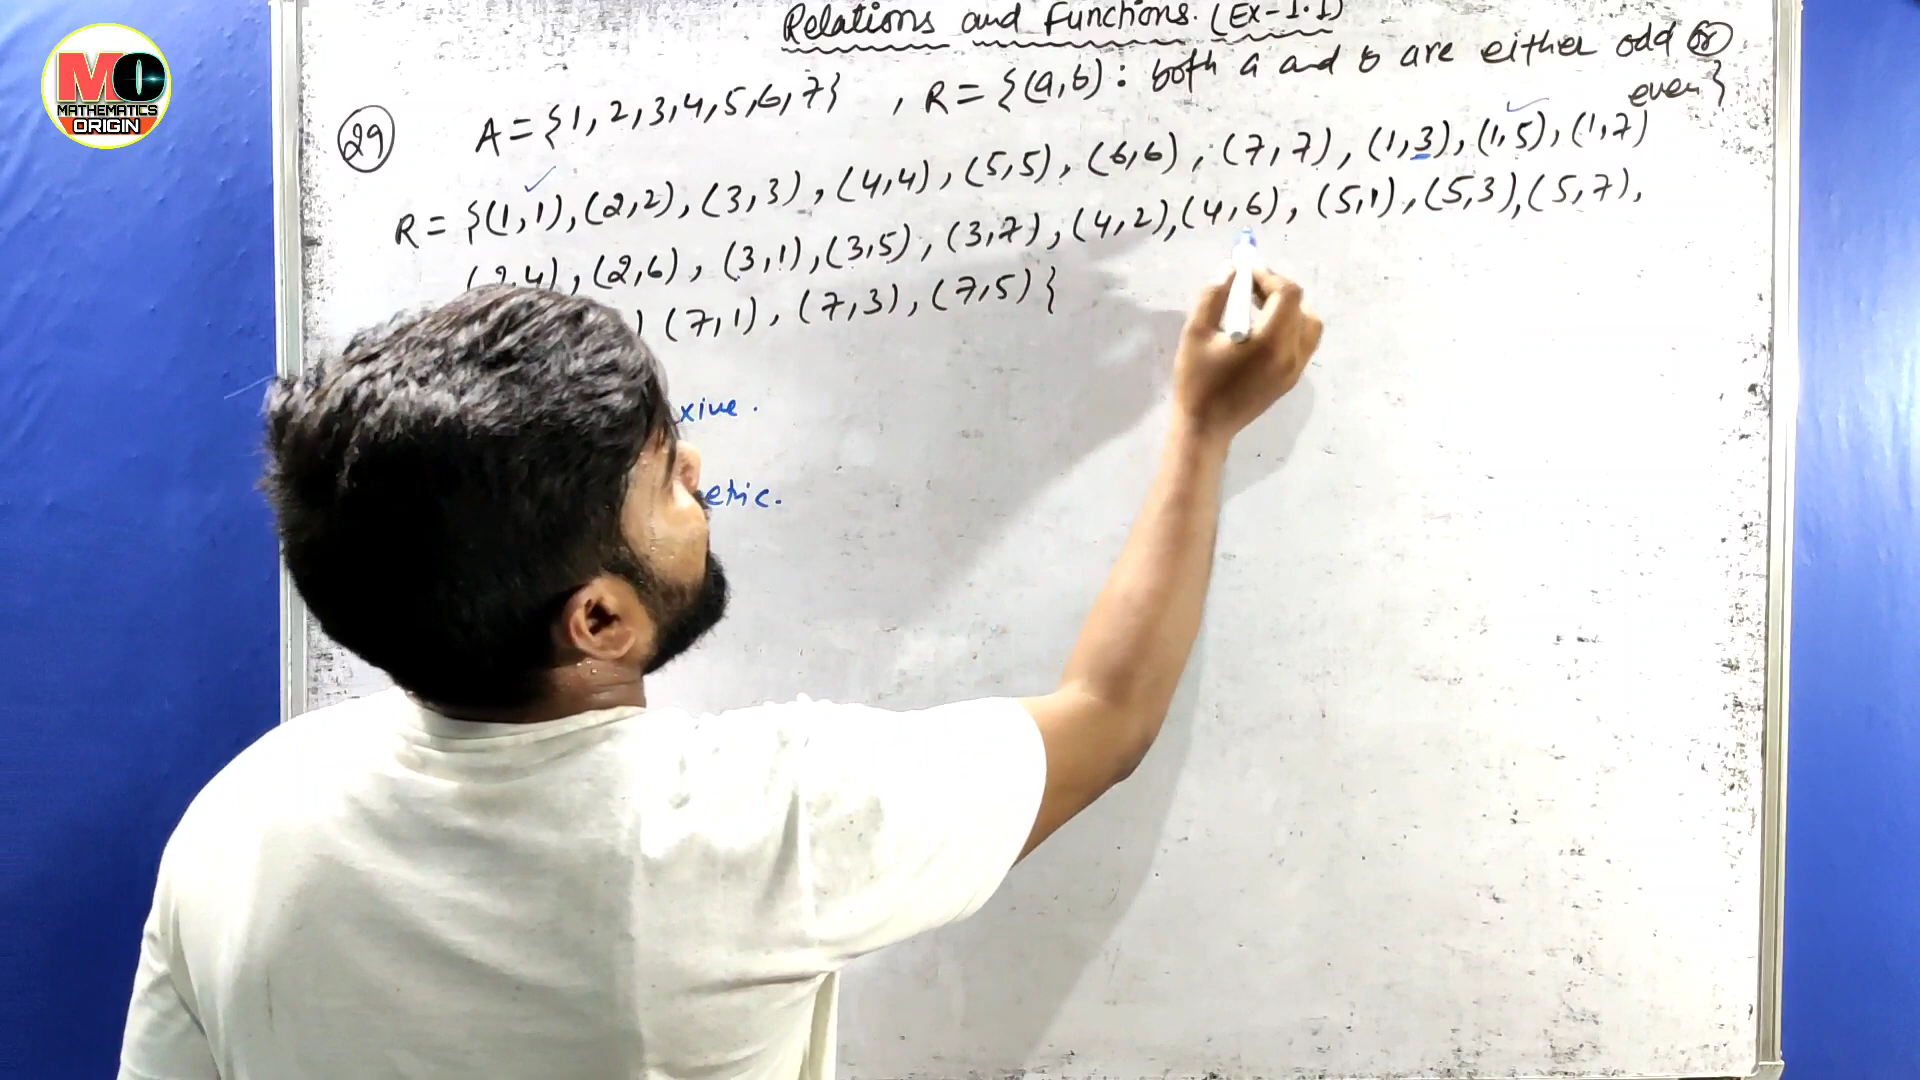 MO
MATHEMATICS
ORIGIN
Relations and Functions. (Ex-1.1)
29 A = {1, 2, 3, 4, 5, 6, 7} , R = {(a, b) : both a and b are either odd or
even}
R = {(1, 1), (2, 2), (3, 3), (4, 4), (5, 5), (6, 6), (7, 7), (1, 3), (1, 5), (1, 7)
(2, 4), (2, 6), (3, 1), (3, 5), (3, 7), (4, 2), (4, 6), (5, 1), (5, 3), (5, 7),
) (7, 1), (7, 3), (7, 5)}
xive.
etric.